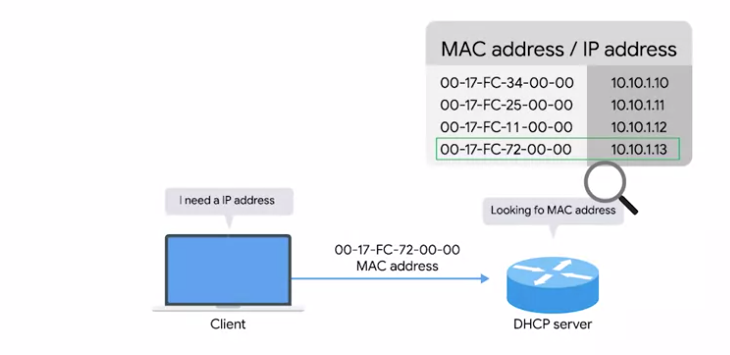 MAC address / IP address
00-17-FC-34-00-00 10.10.1.10
00-17-FC-25-00-00 10.10.1.11
00-17-FC-11-00-00 10.10.1.12
00-17-FC-72-00-00 10.10.1.13
I need a IP address
Looking fo MAC address
00-17-FC-72-00-00
MAC address
Client
DHCP server